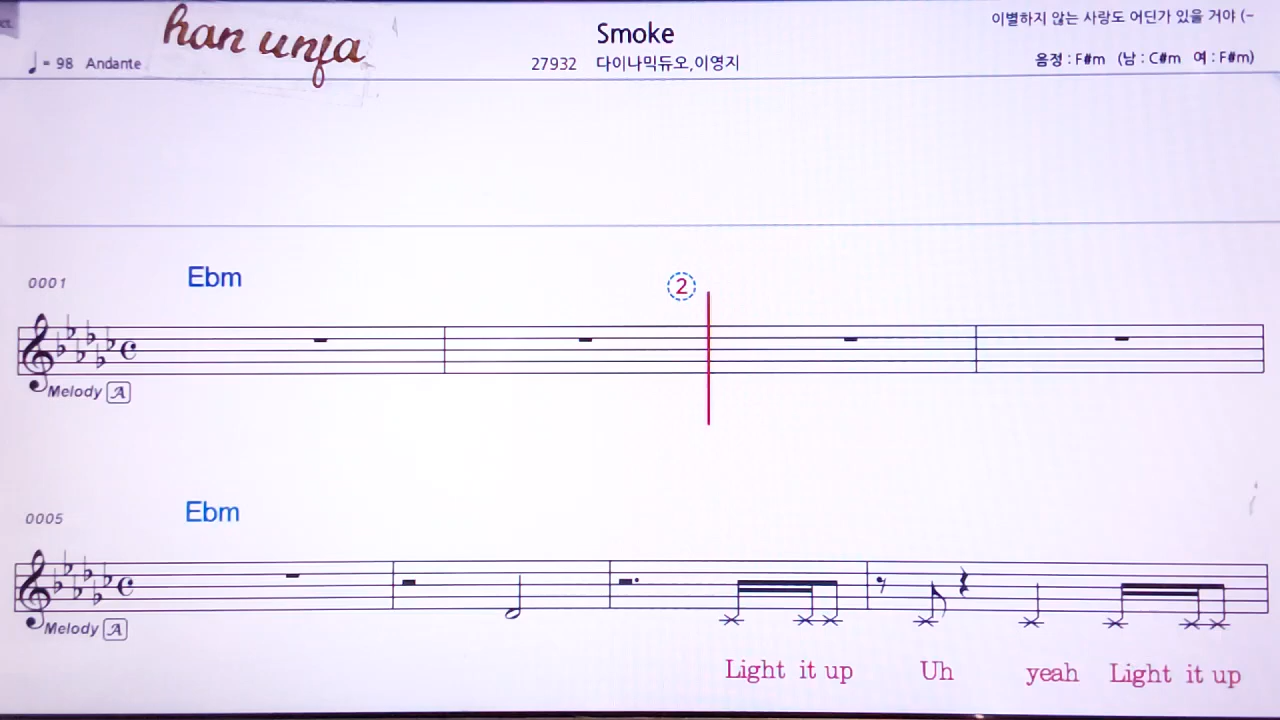 han unfa
Smoke
이별하지 않는 사랑도 어딘가 있을 거야 (-
♩ = 98 Andante
27932 다이나믹듀오,이영지
음정 : F#m (남 : C#m 여 : F#m)
0001
Ebm
2
Melody A
0005
Ebm
Melody A
Light it up Uh yeah Light it up